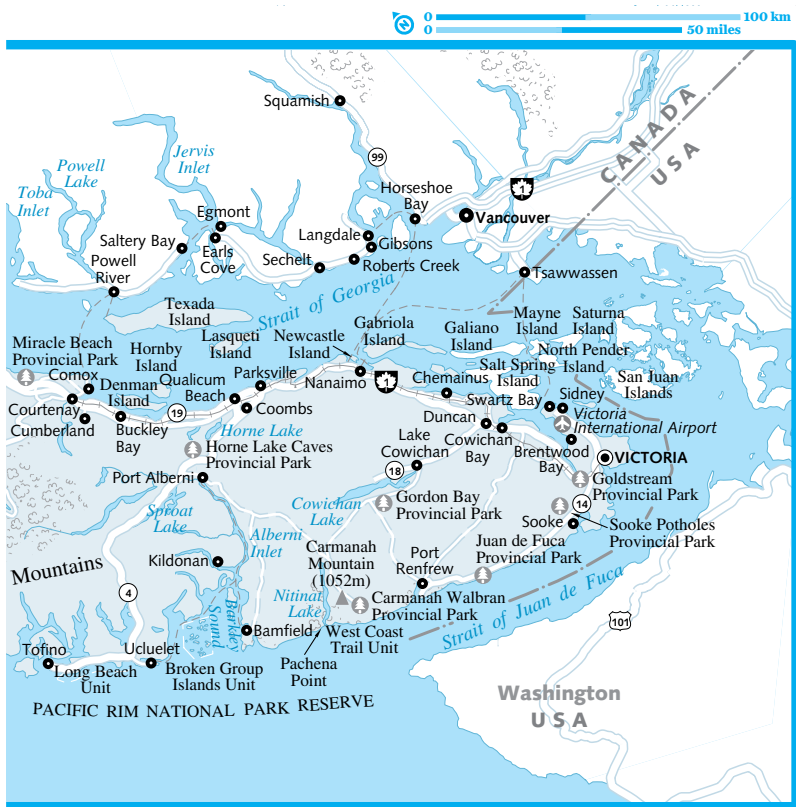 0 100 km
0 50 miles
Squamish
CANADA
USA
99
1
Jervis
Inlet
Powell
Lake
Toba
Inlet
Horseshoe
Bay
Vancouver
Egmont
Langdale
Gibsons
Saltery Bay
Earls
Cove
Sechelt
Roberts Creek
Powell
River
Tsawwassen
Strait of Georgia
Texada
Island
Mayne
Island
Saturna
Island
Gabriola
Island
Galiano
Island
Lasqueti
Island
Newcastle
Island
Miracle Beach
Provincial Park
Hornby
Island
North Pender
Island
Salt Spring
Island
San Juan
Islands
Comox
Denman
Island
Qualicum
Beach
Parksville
Nanaimo
1
Chemainus
Swartz Bay
Sidney
Courtenay
Cumberland
19
Coombs
Buckley
Bay
Duncan
Victoria
International Airport
Horne Lake
Cowichan
Bay
Brentwood
Bay
Horne Lake Caves
Provincial Park
Lake
Cowichan
VICTORIA
18
Port Alberni
Goldstream
Provincial Park
Gordon Bay
Provincial Park
Cowichan
Lake
14
Sproat
Lake
Sooke
Sooke Potholes
Provincial Park
Alberni
Inlet
Juan de Fuca
Provincial Park
Carmanah
Mountain
(1052m)
Port
Renfrew
Kildonan
Mountains
4
Nitinat
Lake
Carmanah Walbran
Provincial Park
Strait of Juan de Fuca
101
Barkley
Sound
Bamfield
West Coast
Trail Unit
Tofino
Ucluelet
Long Beach
Unit
Broken Group
Islands Unit
Pachena
Point
PACIFIC RIM NATIONAL PARK RESERVE
Washington
USA